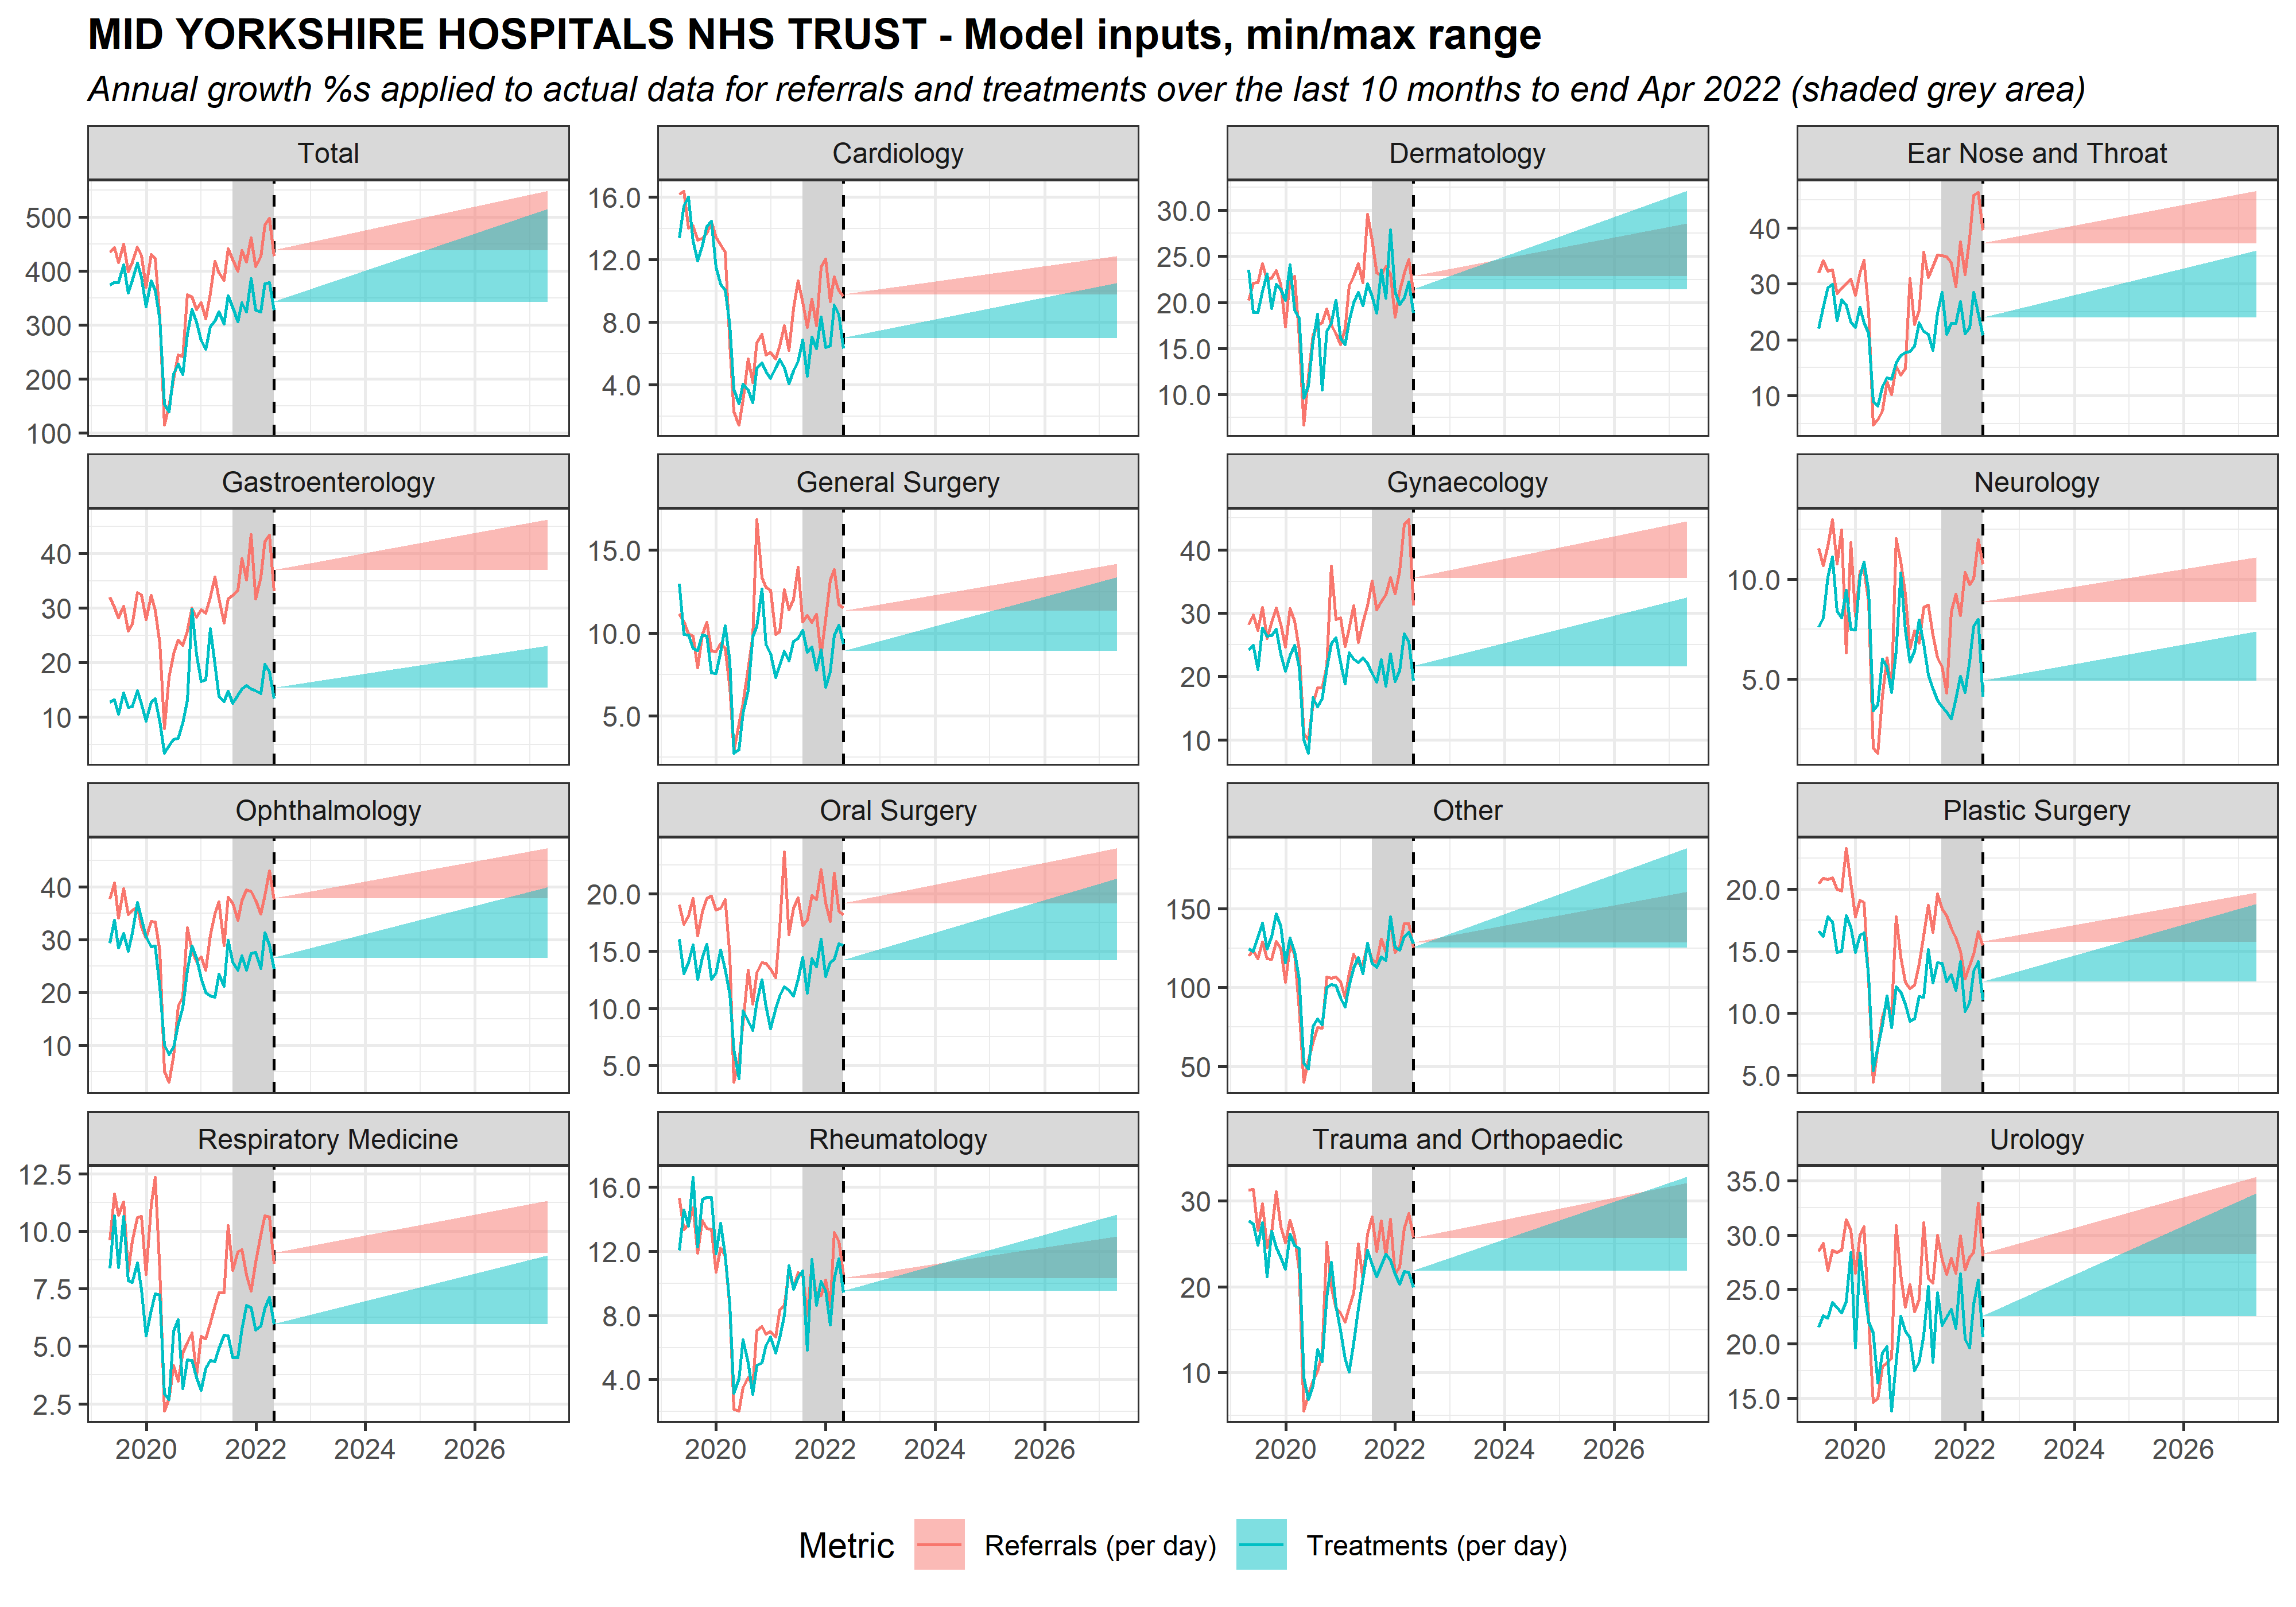 MID YORKSHIRE HOSPITALS NHS TRUST - Model inputs, min/max range
Annual growth %s applied to actual data for referrals and treatments over the last 10 months to end Apr 2022 (shaded grey area)
Total Cardiology Dermatology Ear Nose and Throat
500 400 300 200 100
16.0 12.0 8.0 4.0
30.0 25.0 20.0 15.0 10.0
40 30 20 10
Gastroenterology General Surgery Gynaecology Neurology
40 30 20 10
15.0 10.0 5.0
40 30 20 10
10.0 5.0
Ophthalmology Oral Surgery Other Plastic Surgery
40 30 20 10
20.0 15.0 10.0 5.0
150 100 50
20.0 15.0 10.0 5.0
Respiratory Medicine Rheumatology Trauma and Orthopaedic Urology
12.5 10.0 7.5 5.0 2.5
16.0 12.0 8.0 4.0
30 20 10
35.0 30.0 25.0 20.0 15.0
2020 2022 2024 2026 2020 2022 2024 2026 2020 2022 2024 2026 2020 2022 2024 2026
Metric Referrals (per day) Treatments (per day)